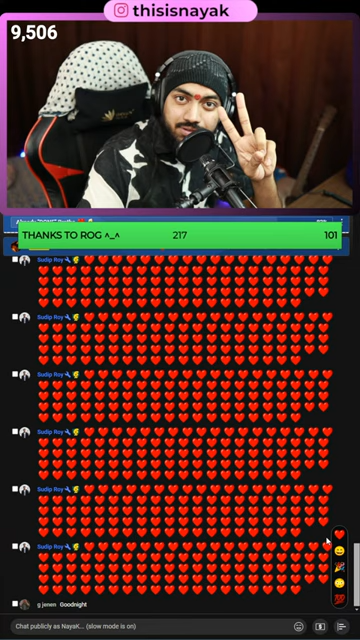 thisisnayak
9,506
THANKS TO ROG ^_^ 217 101
Sudip Roy
Sudip Roy
Sudip Roy
Sudip Roy
Sudip Roy
Sudip Roy
g jenen Goodnight
Chat publicly as NayaK... (slow mode is on)